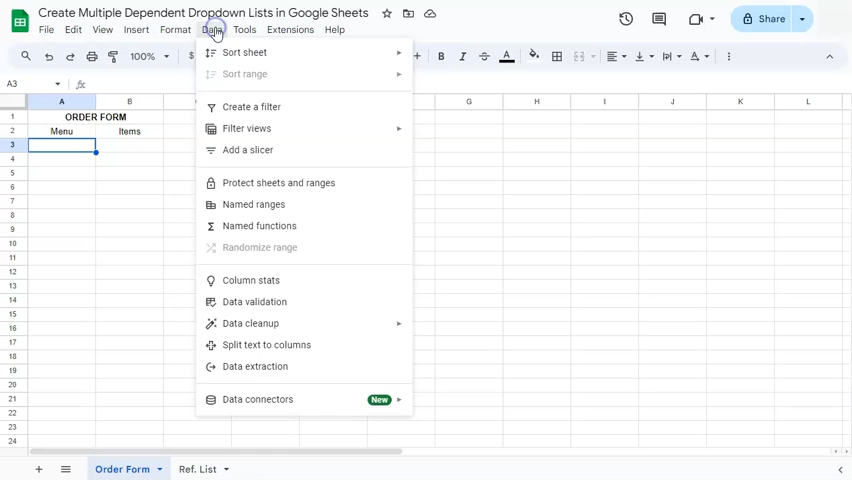 Create Multiple Dependent Dropdown Lists in Google Sheets
Share
File Edit View Insert Format Data Tools Extensions Help
100% $ + B I S A
A3 fx
A B G H I J K L
1 ORDER FORM
2 Menu Items
3
4
5
6
7
8
9
10
11
12
13
14
15
16
17
18
19
20
21
22
23
24
Sort sheet
Sort range
Create a filter
Filter views
Add a slicer
Protect sheets and ranges
Named ranges
Named functions
Randomize range
Column stats
Data validation
Data cleanup
Split text to columns
Data extraction
Data connectors New
+ Order Form Ref. List